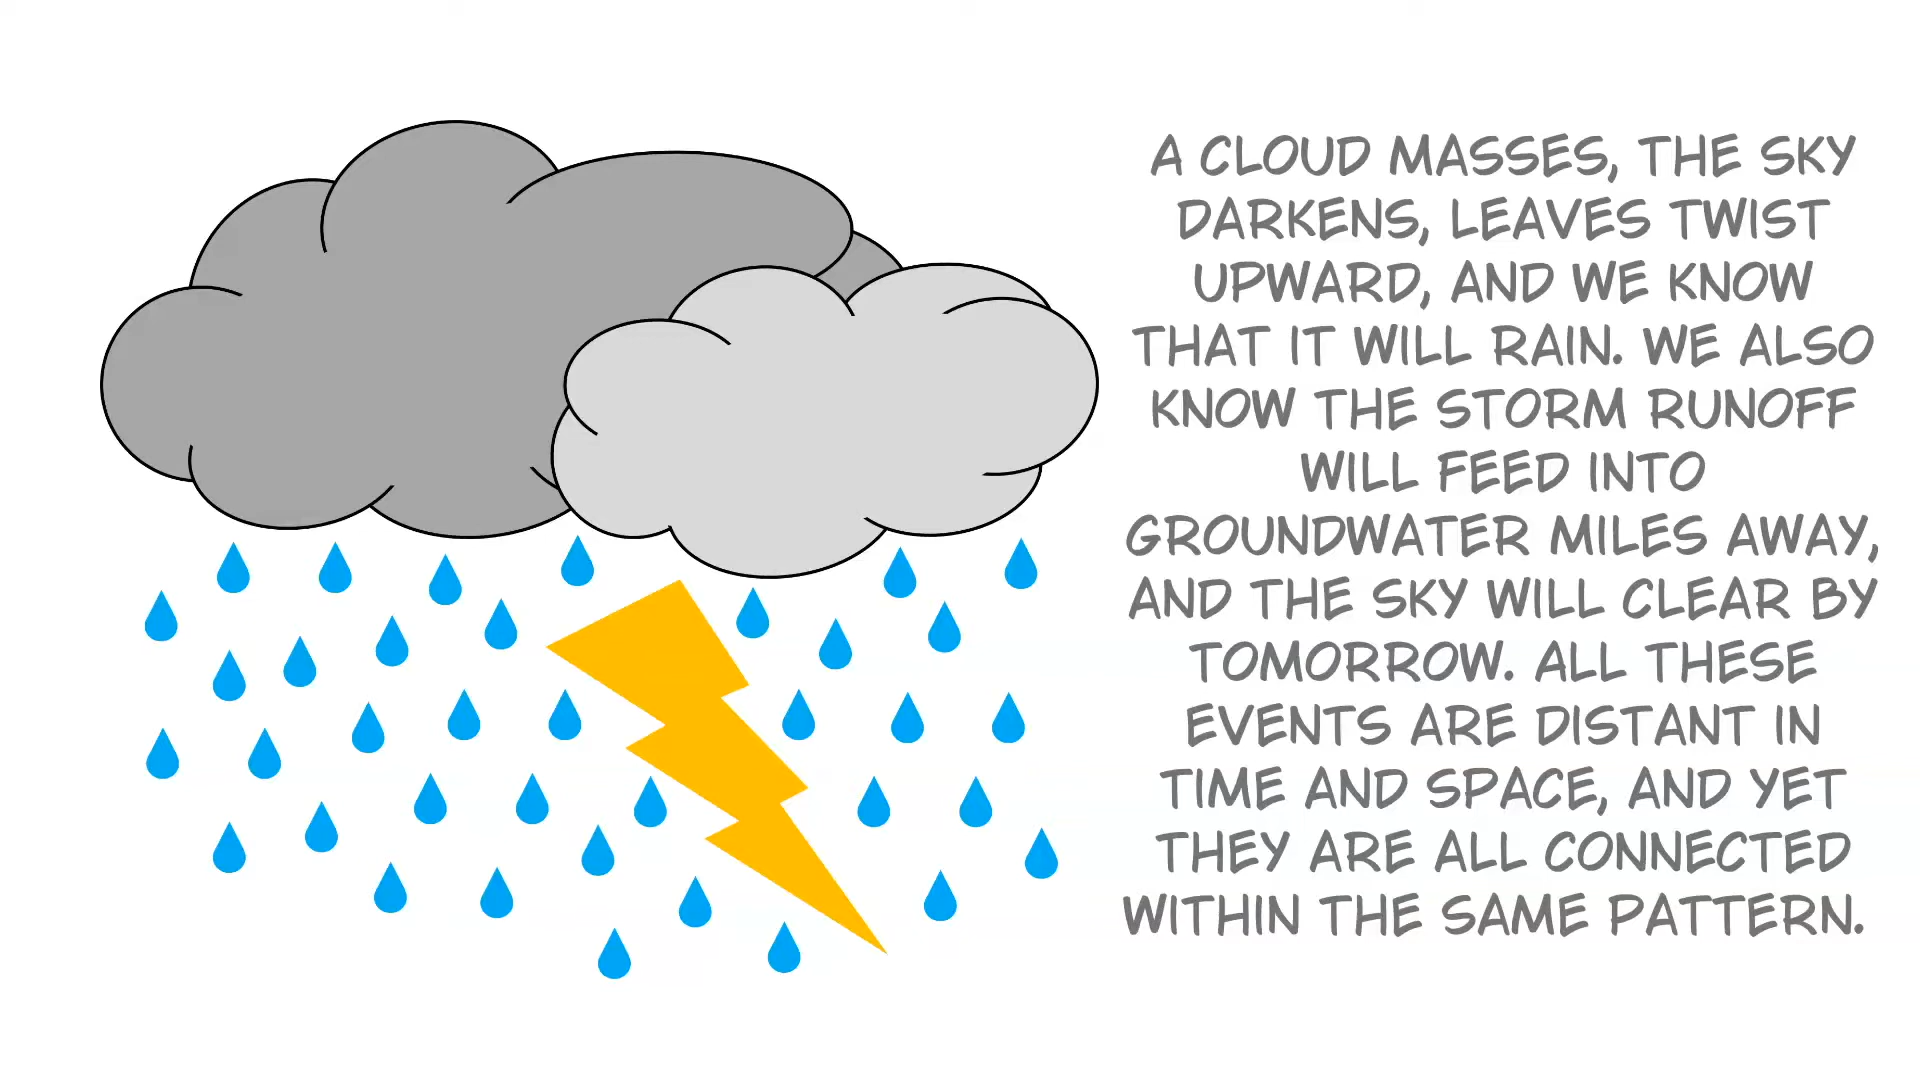 A CLOUD MASSES, THE SKY
DARKENS, LEAVES TWIST
UPWARD, AND WE KNOW
THAT IT WILL RAIN. WE ALSO
KNOW THE STORM RUNOFF
WILL FEED INTO
GROUNDWATER MILES AWAY,
AND THE SKY WILL CLEAR BY
TOMORROW. ALL THESE
EVENTS ARE DISTANT IN
TIME AND SPACE, AND YET
THEY ARE ALL CONNECTED
WITHIN THE SAME PATTERN.